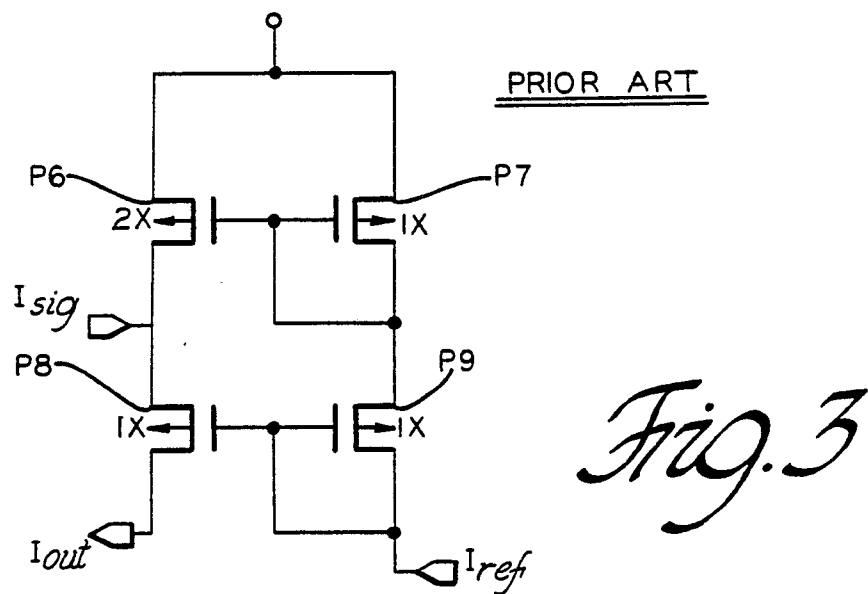 PRIOR ART
P6
P7
2X
1X
Isig
P8
P9
1X
1X
Iout
Iref
Fig. 3